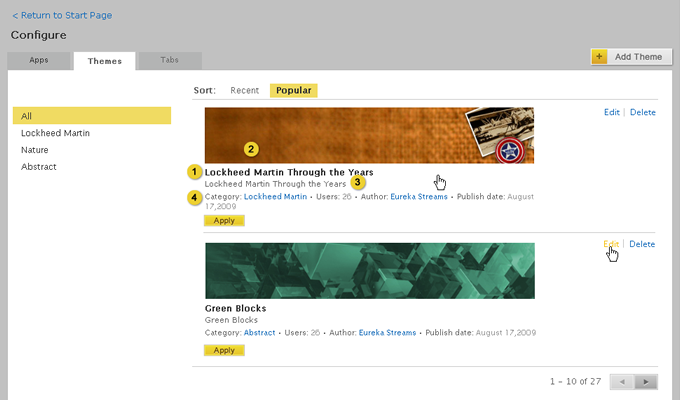 < Return to Start Page
Configure
Apps
Themes
Tabs
+ Add Theme
Sort: Recent Popular
All
Lockheed Martin
Nature
Abstract
Edit | Delete
2
1 Lockheed Martin Through the Years
Lockheed Martin Through the Years 3
4 Category: Lockheed Martin • Users: 26 • Author: Eureka Streams • Publish date: August
17,2009
Apply
Edit | Delete
Green Blocks
Green Blocks
Category: Abstract • Users: 26 • Author: Eureka Streams • Publish date: August 17,2009
Apply
1 – 10 of 27